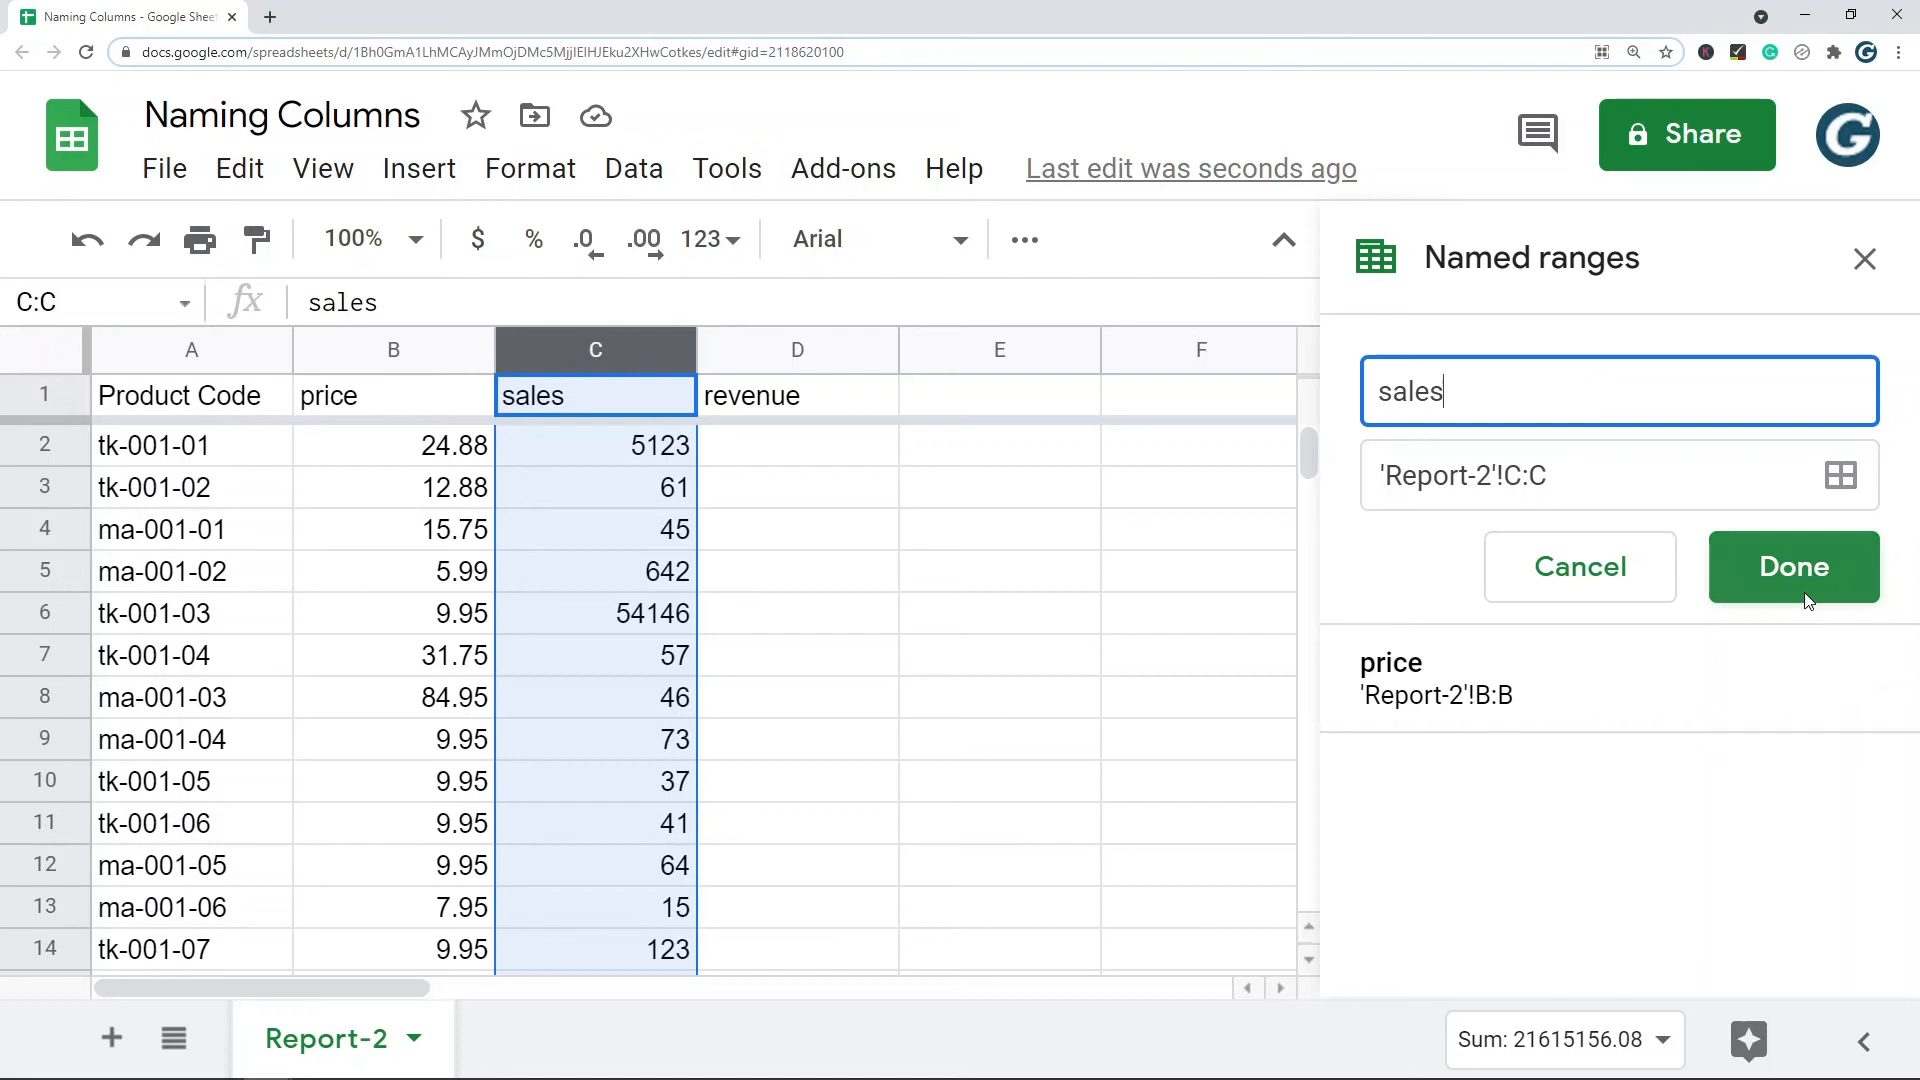 Naming Columns - Google Sheet
docs.google.com/spreadsheets/d/1Bh0GmA1LhMCAyJMmOjDMc5MjjIEIHJEku2XHwCotkes/edit#gid=2118620100
Naming Columns
File Edit View Insert Format Data Tools Add-ons Help Last edit was seconds ago
Share
100% $ % .0 .00 123 Arial
C:C fx sales
A B C D E F
1 Product Code price sales revenue
2 tk-001-01 24.88 5123
3 tk-001-02 12.88 61
4 ma-001-01 15.75 45
5 ma-001-02 5.99 642
6 tk-001-03 9.95 54146
7 tk-001-04 31.75 57
8 ma-001-03 84.95 46
9 ma-001-04 9.95 73
10 tk-001-05 9.95 37
11 tk-001-06 9.95 41
12 ma-001-05 9.95 64
13 ma-001-06 7.95 15
14 tk-001-07 9.95 123
Named ranges
sales
'Report-2'!C:C
Cancel Done
price
'Report-2'!B:B
Report-2
Sum: 21615156.08